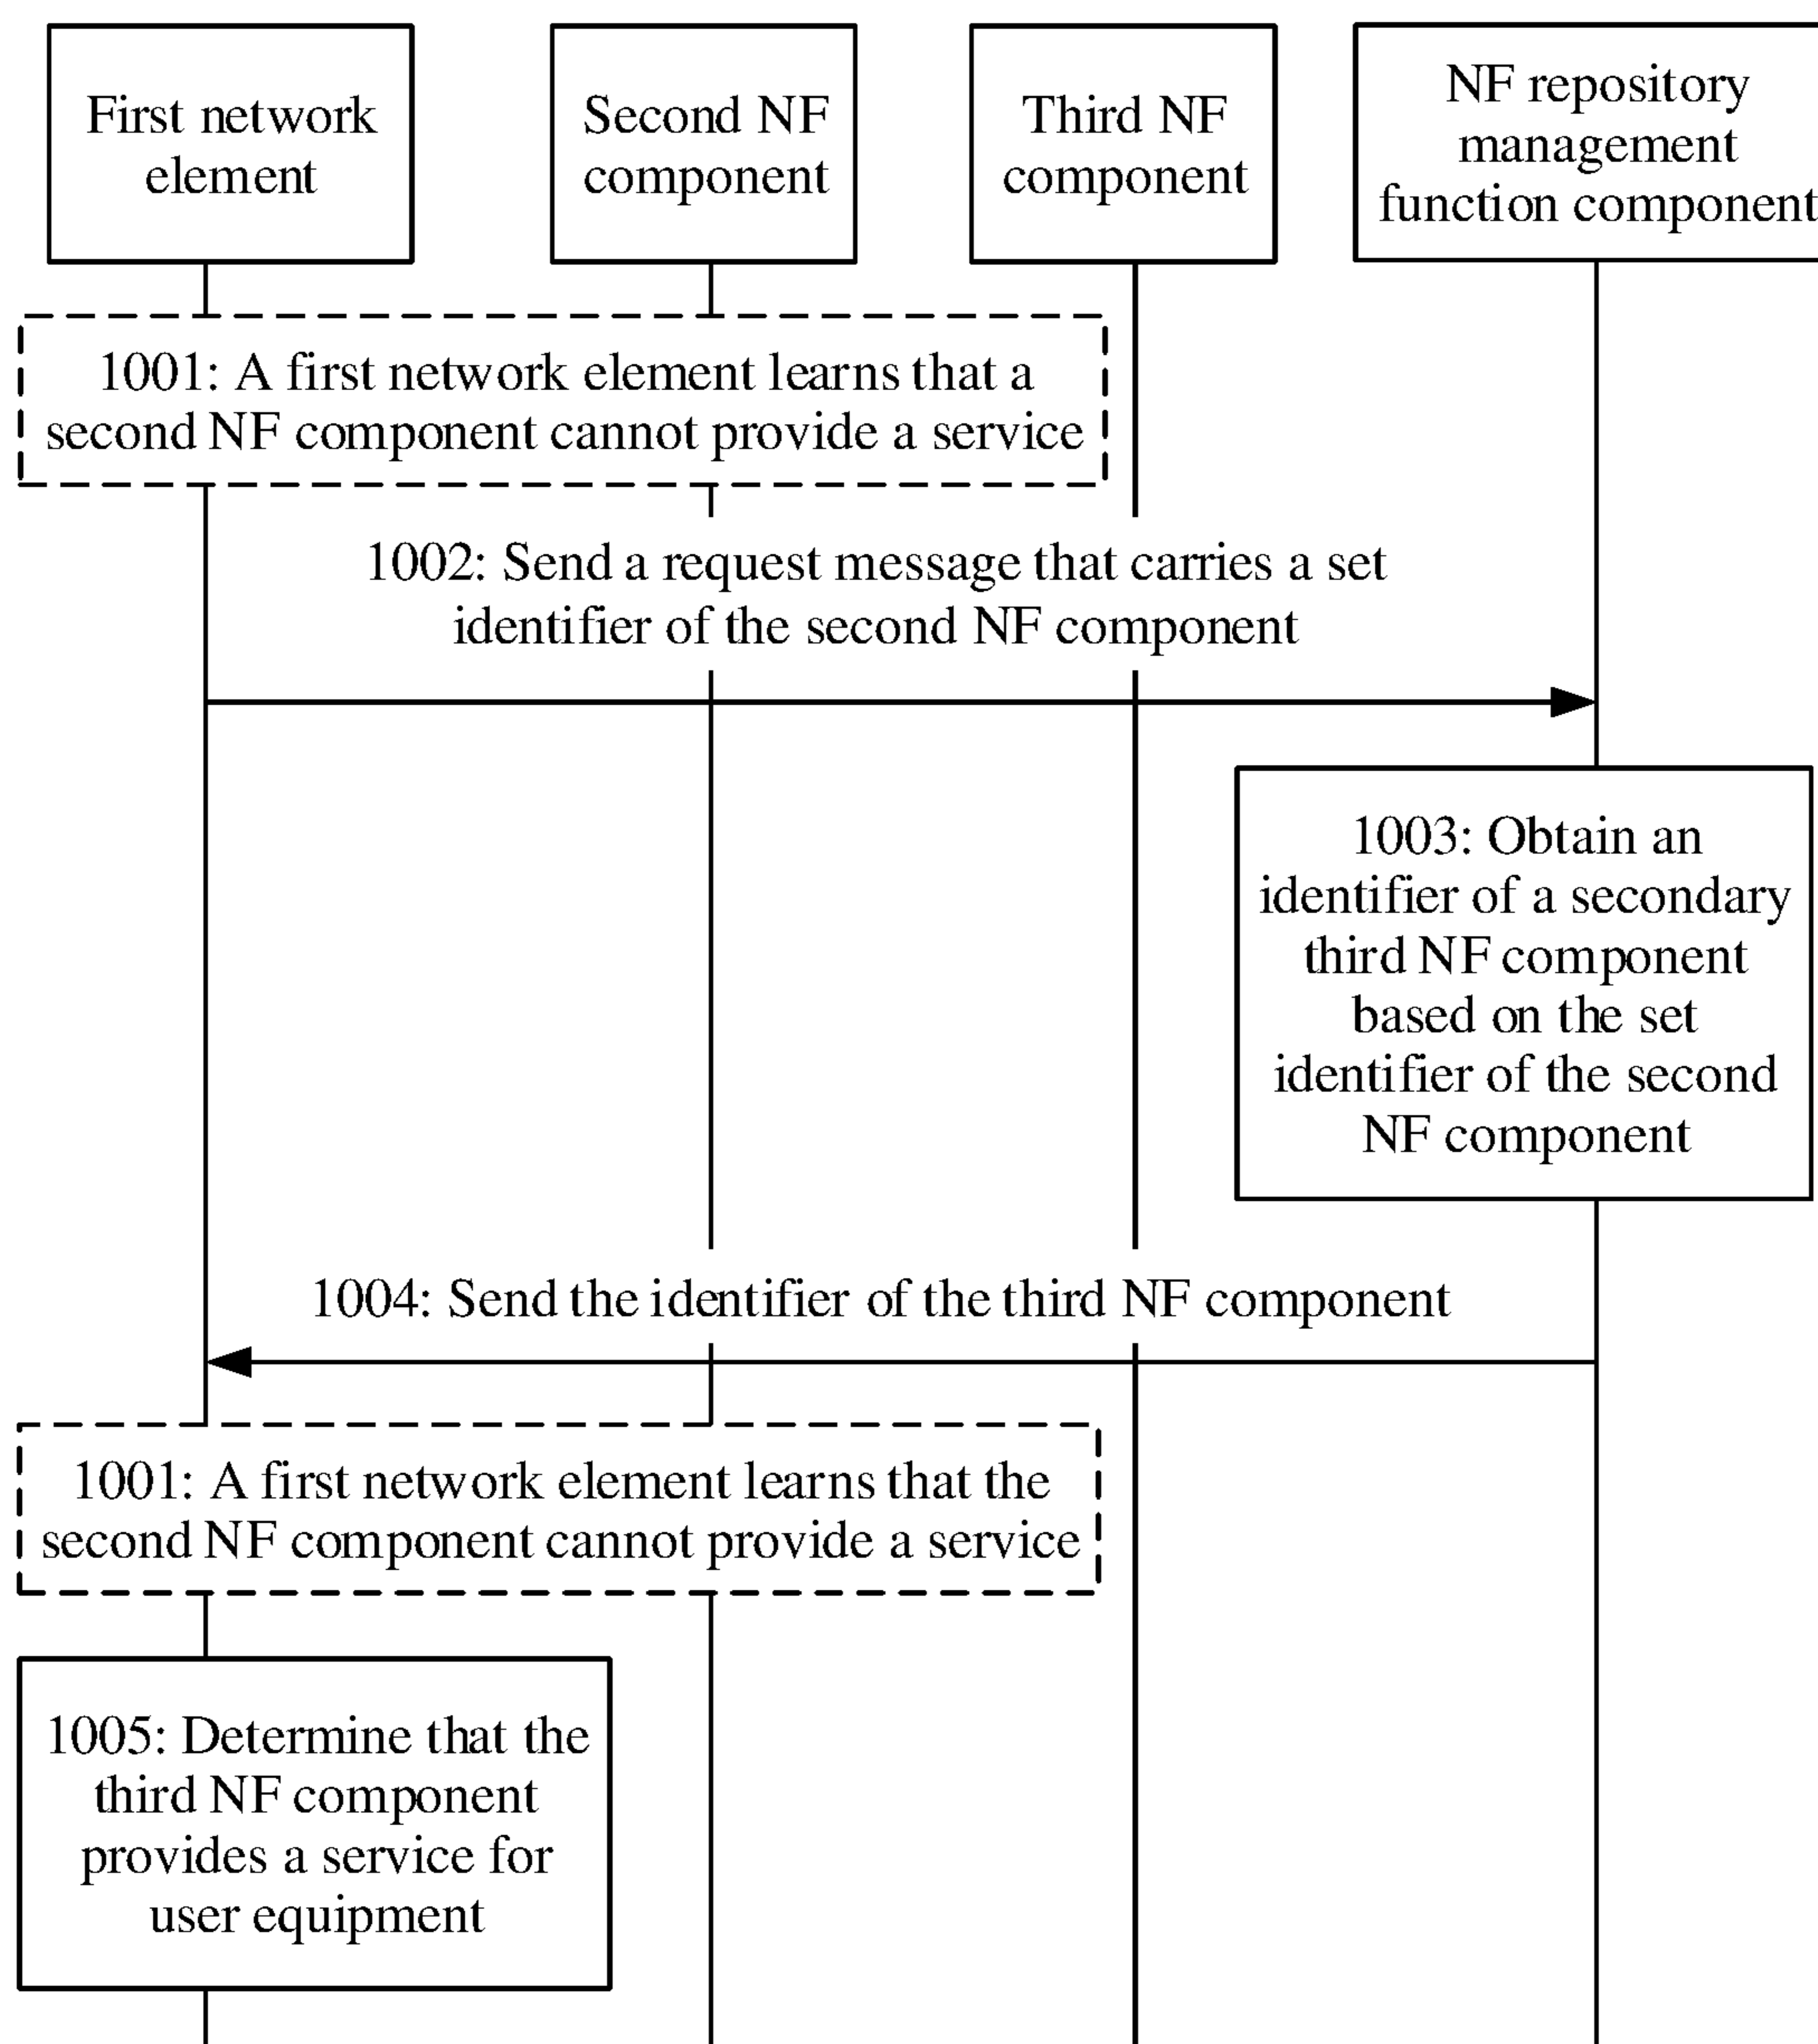 First network
element
Second NF
component
Third NF
component
NF repository
management
function component
1001: A first network element learns that a
second NF component cannot provide a service
1002: Send a request message that carries a set
identifier of the second NF component
1003: Obtain an
identifier of a secondary
third NF component
based on the set
identifier of the second
NF component
1004: Send the identifier of the third NF component
1001: A first network element learns that the
second NF component cannot provide a service
1005: Determine that the
third NF component
provides a service for
user equipment